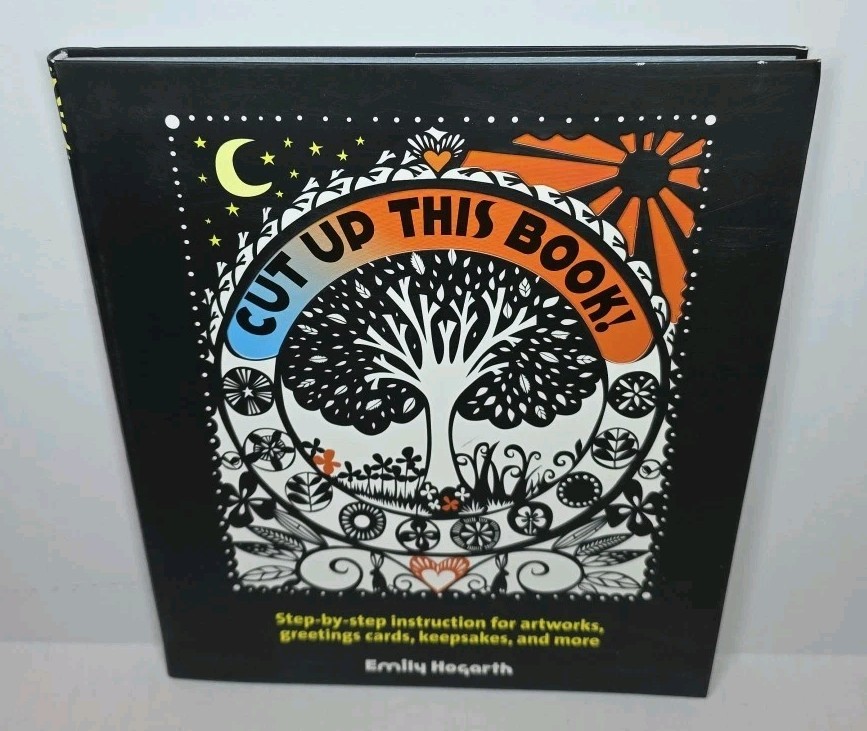 CUT UP THIS BOOK!
Step-by-step instruction for artworks,
greetings cards, keepsakes, and more
Emily Hogarth